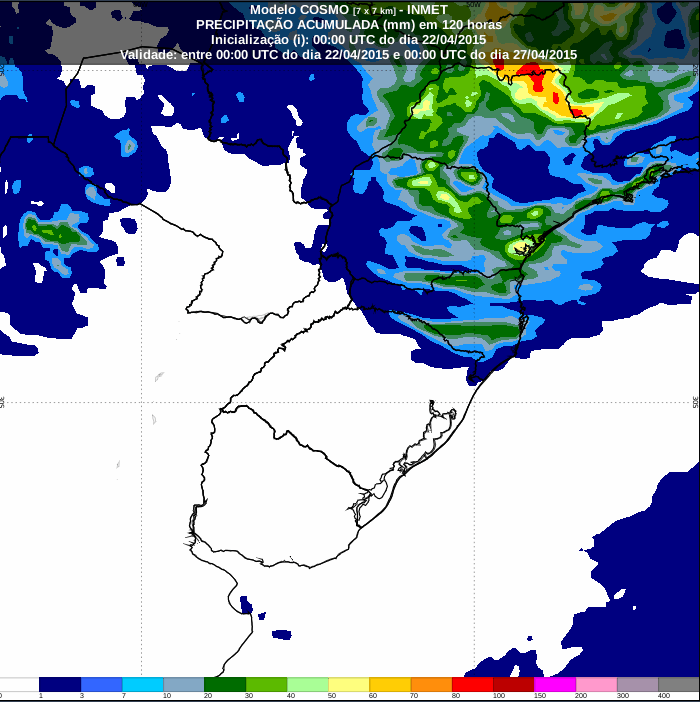 Modelo COSMO [7 x 7 km] - INMET
PRECIPITAÇÃO ACUMULADA (mm) em 120 horas
Inicialização (i): 00:00 UTC do dia 22/04/2015
Validade: entre 00:00 UTC do dia 22/04/2015 e 00:00 UTC do dia 27/04/2015
30S 30S
0 1 3 7 10 20 30 40 50 60 70 80 100 150 200 300 400